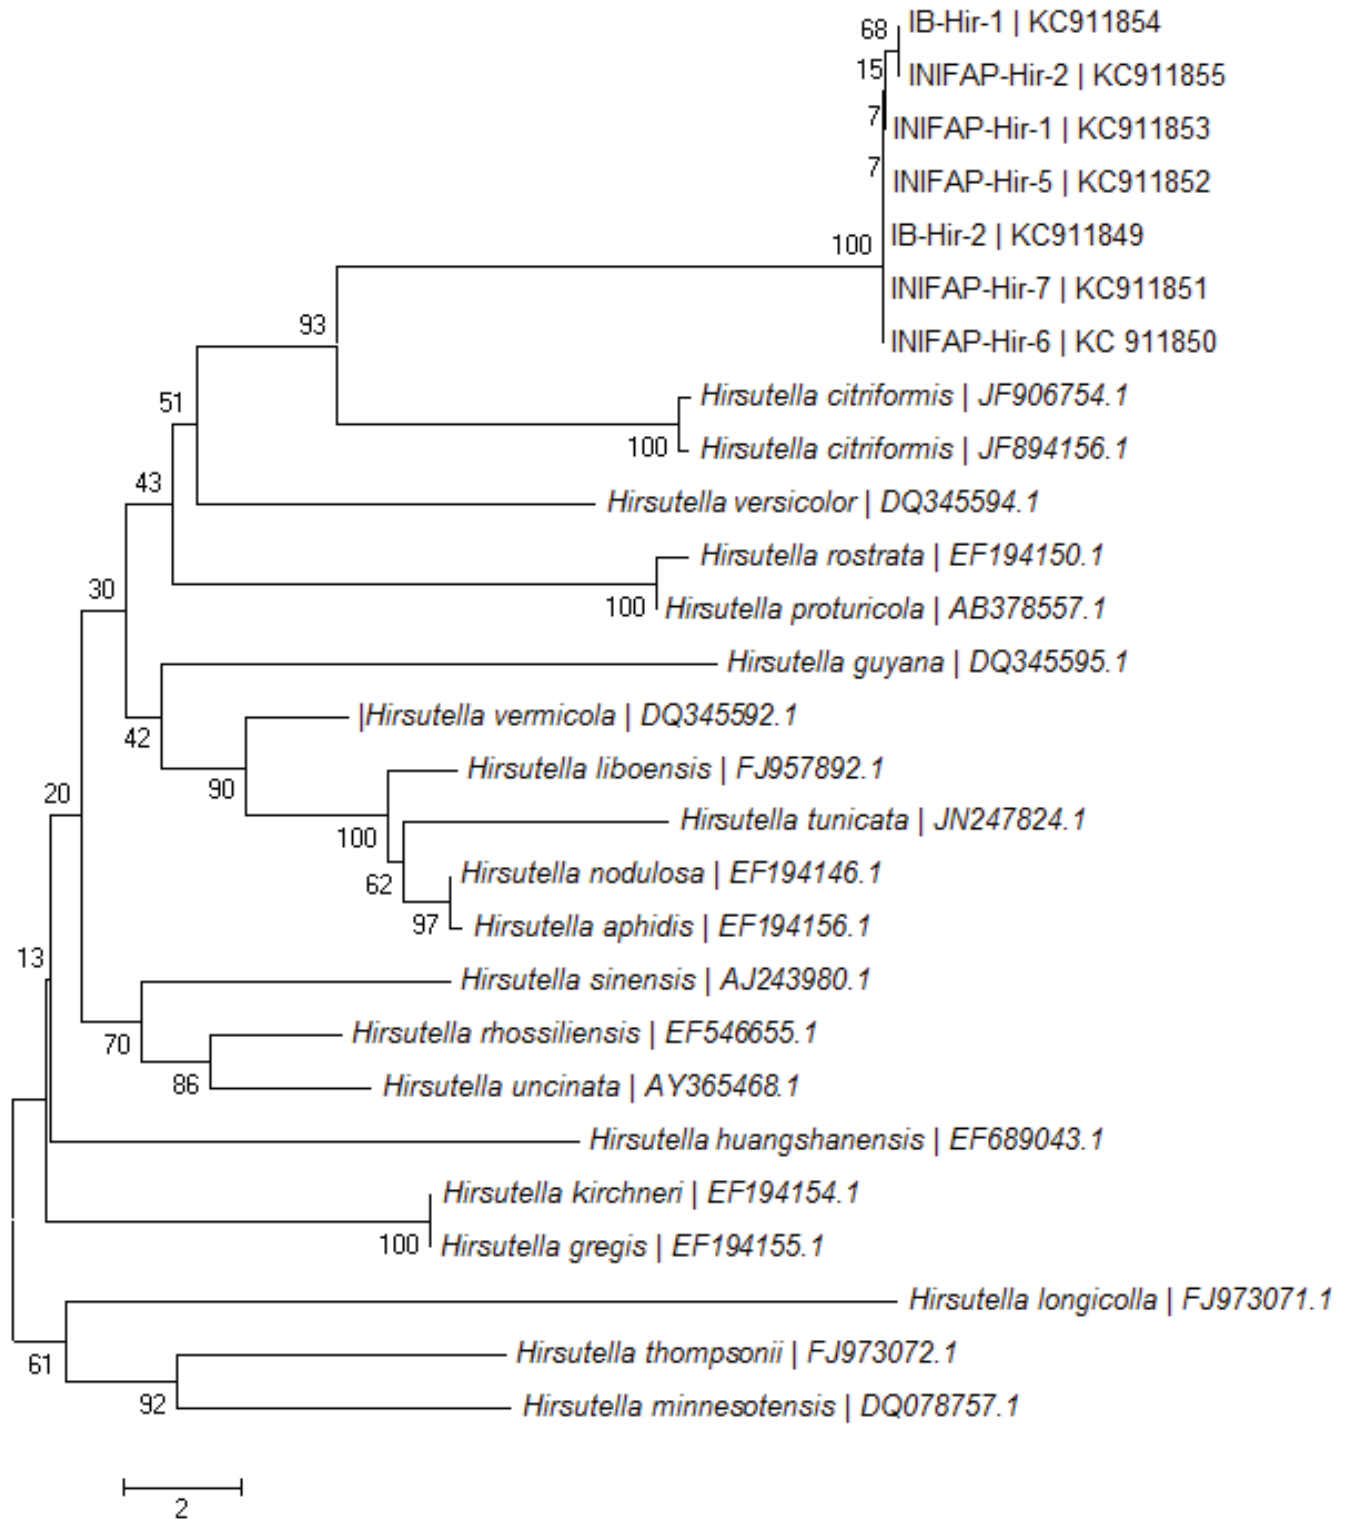 68
IB-Hir-1 | KC911854
15
INIFAP-Hir-2 | KC911855
7
INIFAP-Hir-1 | KC911853
7
INIFAP-Hir-5 | KC911852
100
IB-Hir-2 | KC911849
INIFAP-Hir-7 | KC911851
93
INIFAP-Hir-6 | KC 911850
51
Hirsutella citriformis | JF906754.1
100
Hirsutella citriformis | JF894156.1
43
Hirsutella versicolor | DQ345594.1
Hirsutella rostrata | EF194150.1
30
100
Hirsutella proturicola | AB378557.1
Hirsutella guyana | DQ345595.1
42
|Hirsutella vermicola | DQ345592.1
90
Hirsutella liboensis | FJ957892.1
20
100
Hirsutella tunicata | JN247824.1
62
Hirsutella nodulosa | EF194146.1
97
Hirsutella aphidis | EF194156.1
13
Hirsutella sinensis | AJ243980.1
70
Hirsutella rhossiliensis | EF546655.1
86
Hirsutella uncinata | AY365468.1
Hirsutella huangshanensis | EF689043.1
Hirsutella kirchneri | EF194154.1
100
Hirsutella gregis | EF194155.1
Hirsutella longicolla | FJ973071.1
61
Hirsutella thompsonii | FJ973072.1
92
Hirsutella minnesotensis | DQ078757.1
2